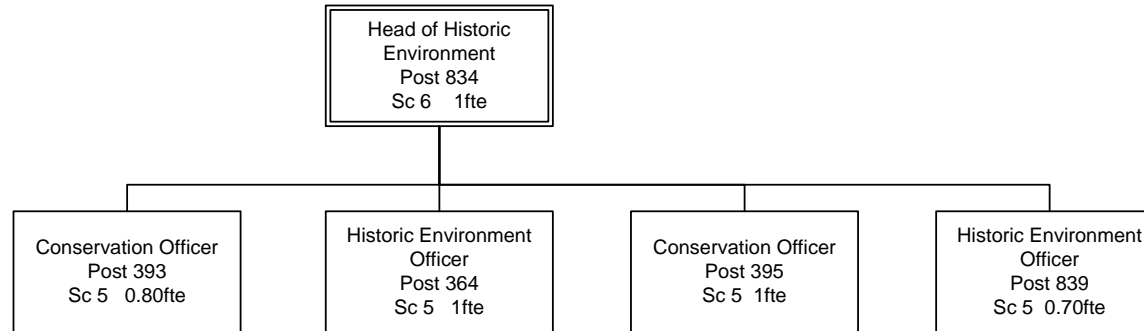 Head of Historic
Environment
Post 834
Sc 6 1fte
Conservation Officer
Post 393
Sc 5 0.80fte
Historic Environment
Officer
Post 364
Sc 5 1fte
Conservation Officer
Post 395
Sc 5 1fte
Historic Environment
Officer
Post 839
Sc 5 0.70fte